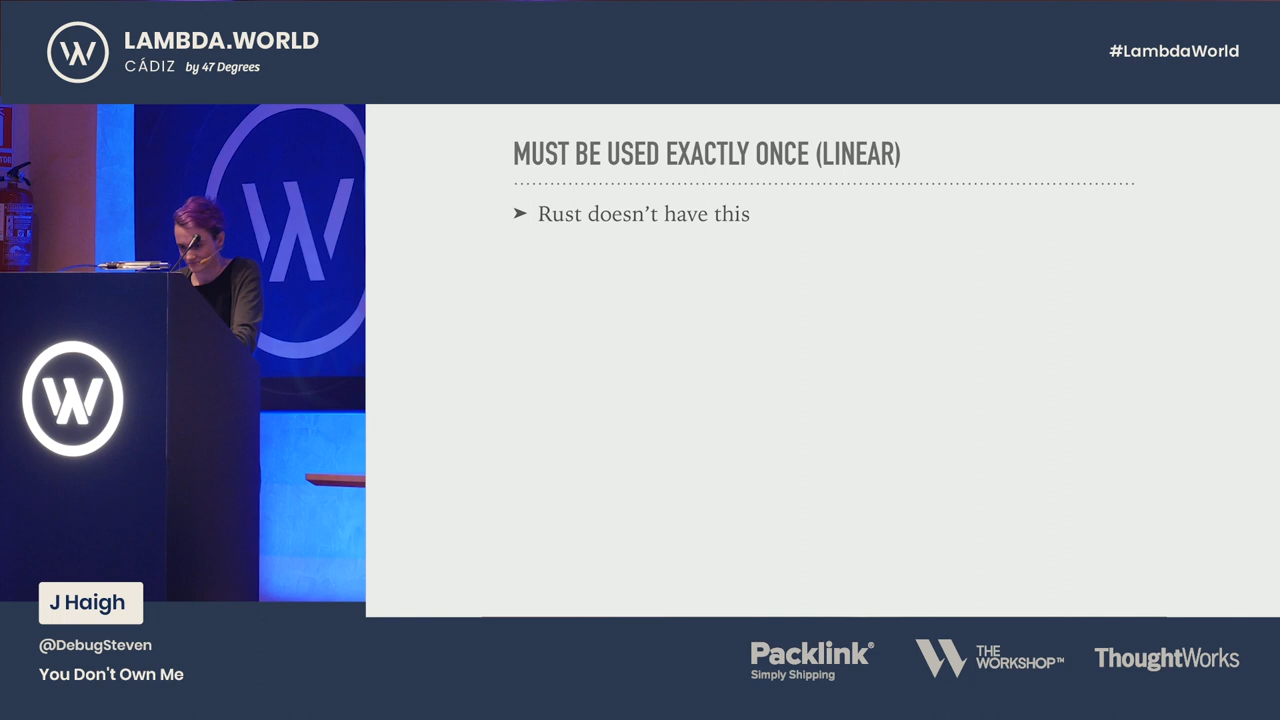 LAMBDA.WORLD
CÁDIZ by 47 Degrees
#LambdaWorld
MUST BE USED EXACTLY ONCE (LINEAR)
➤ Rust doesn’t have this
J Haigh
@DebugSteven
You Don't Own Me
Packlink®
Simply Shipping
THE
WORKSHOP™
ThoughtWorks